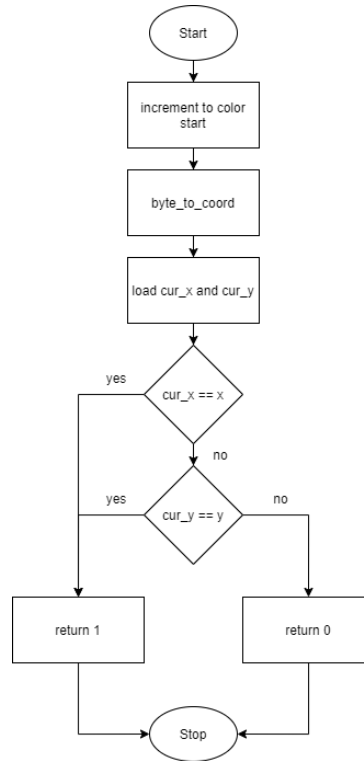 Start
increment to color
start
byte_to_coord
load cur_x and cur_y
yes
cur_x == x
no
yes
cur_y == y
no
return 1
return 0
Stop